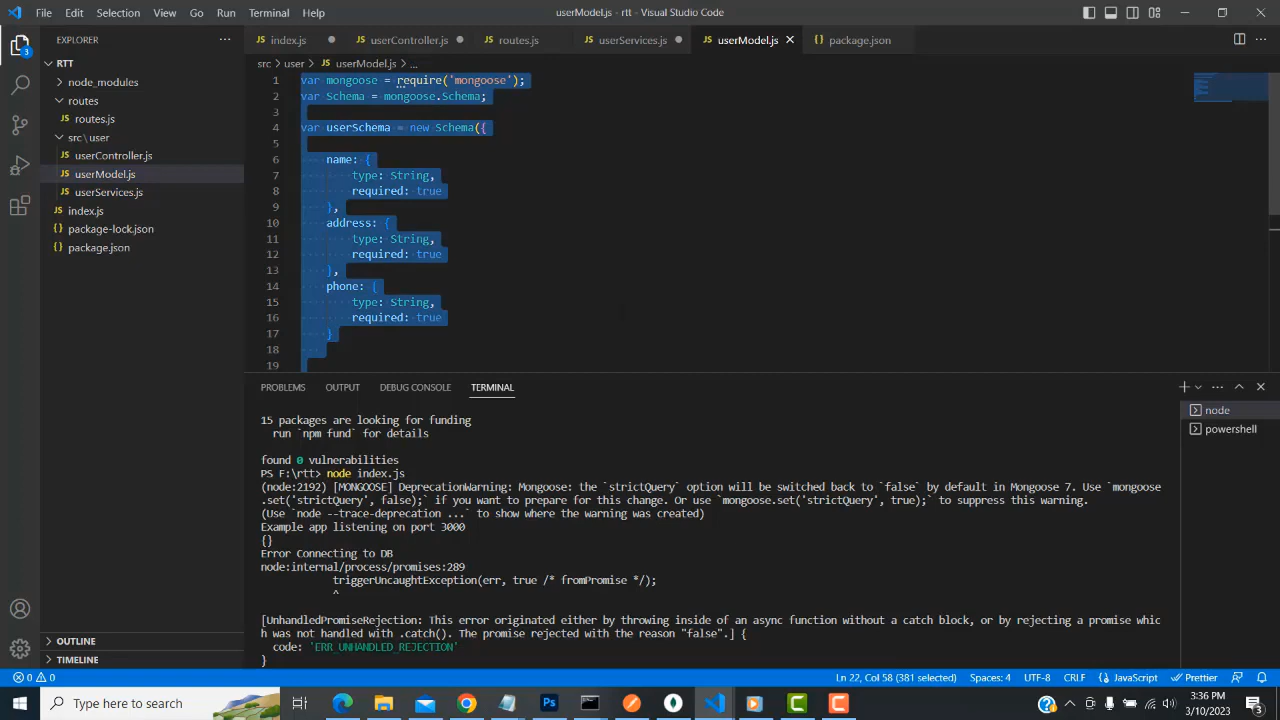 File Edit Selection View Go Run Terminal Help
userModel.js - rtt - Visual Studio Code
EXPLORER
index.js
userController.js
routes.js
userServices.js
userModel.js
package.json
3
RTT
node_modules
routes
routes.js
src\user
userController.js
userModel.js
userServices.js
index.js
package-lock.json
package.json
OUTLINE
TIMELINE
src > user > userModel.js > ...
1 var mongoose = require('mongoose');
2 var Schema = mongoose.Schema;
3
4 var userSchema = new Schema({
5
6 name: {
7 type: String,
8 required: true
9 },
10 address: {
11 type: String,
12 required: true
13 },
14 phone: {
15 type: String,
16 required: true
17 }
18
19
PROBLEMS OUTPUT DEBUG CONSOLE TERMINAL
node
powershell
15 packages are looking for funding
run `npm fund` for details
found 0 vulnerabilities
PS F:\rtt> node index.js
(node:2192) [MONGOOSE] DeprecationWarning: Mongoose: the `strictQuery` option will be switched back to `false` by default in Mongoose 7. Use `mongoose
.set('strictQuery', false);` if you want to prepare for this change. Or use `mongoose.set('strictQuery', true);` to suppress this warning.
(Use `node --trace-deprecation ...` to show where the warning was created)
Example app listening on port 3000
{}
Error Connecting to DB
node:internal/process/promises:289
triggerUncaughtException(err, true /* fromPromise */);
^
[UnhandledPromiseRejection: This error originated either by throwing inside of an async function without a catch block, or by rejecting a promise whic
h was not handled with .catch(). The promise rejected with the reason "false".] {
code: 'ERR_UNHANDLED_REJECTION'
}
0 0
Ln 22, Col 58 (381 selected) Spaces: 4 UTF-8 CRLF JavaScript Prettier
Type here to search
Ps
3:36 PM
3/10/2023
3